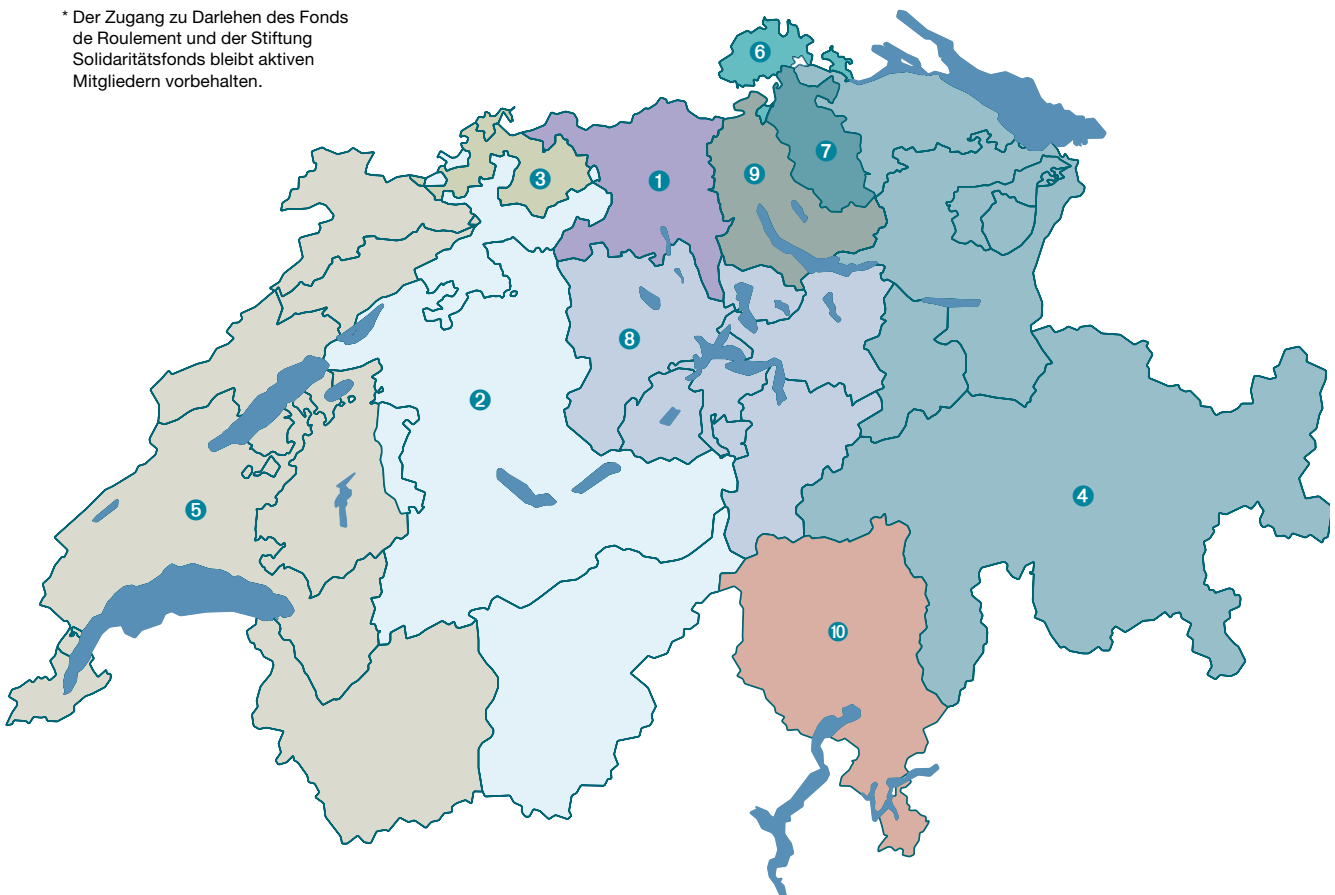 * Der Zugang zu Darlehen des Fonds
de Roulement und der Stiftung
Solidaritätsfonds bleibt aktiven
Mitgliedern vorbehalten.
6
7
9
3
1
8
2
4
5
10